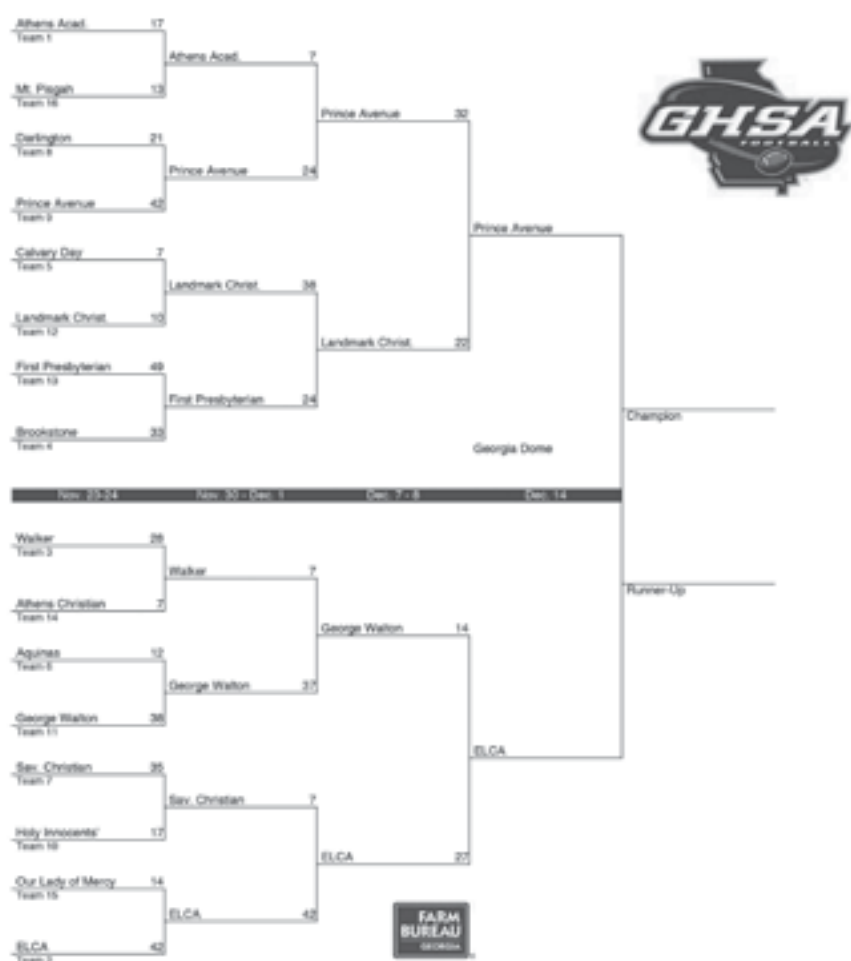 Athens Acad. 17
Team 1
Athens Acad. 7
Mt. Pisgah 13
Team 16
Prince Avenue 32
Darlington 21
Team 8
Prince Avenue 24
Prince Avenue 42
Team 9
Prince Avenue
Calvary Day 7
Team 5
Landmark Christ. 38
Landmark Christ. 10
Team 12
Landmark Christ. 22
First Presbyterian 49
Team 13
First Presbyterian 24
Brookstone 33
Team 4
Champion
Georgia Dome
GHSA
FOOTBALL
Nov. 23-24 Nov. 30 - Dec. 1 Dec. 7 - 8 Dec. 14
Walker 28
Team 3
Walker 7
Athens Christian 7
Team 14
Runner-Up
George Walton 14
Aquinas 12
Team 6
George Walton 37
George Walton 38
Team 11
ELCA
Sav. Christian 35
Team 7
Sav. Christian 7
Holy Innocents' 17
Team 10
ELCA 27
Our Lady of Mercy 14
Team 15
ELCA 42
ELCA 42
Team 2
FARM
BUREAU
GEORGIA